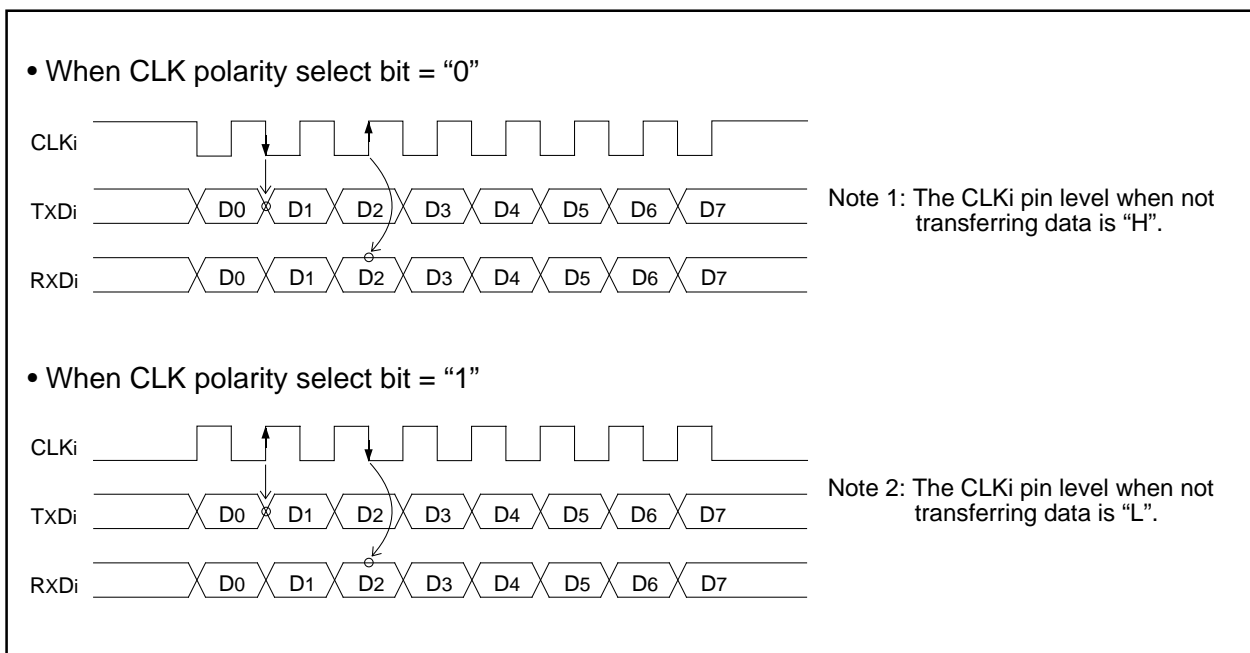 • When CLK polarity select bit = “0”
CLKi
TXDi D0 D1 D2 D3 D4 D5 D6 D7
RXDi D0 D1 D2 D3 D4 D5 D6 D7
Note 1: The CLKi pin level when not
transferring data is “H”.
• When CLK polarity select bit = “1”
CLKi
TXDi D0 D1 D2 D3 D4 D5 D6 D7
RXDi D0 D1 D2 D3 D4 D5 D6 D7
Note 2: The CLKi pin level when not
transferring data is “L”.